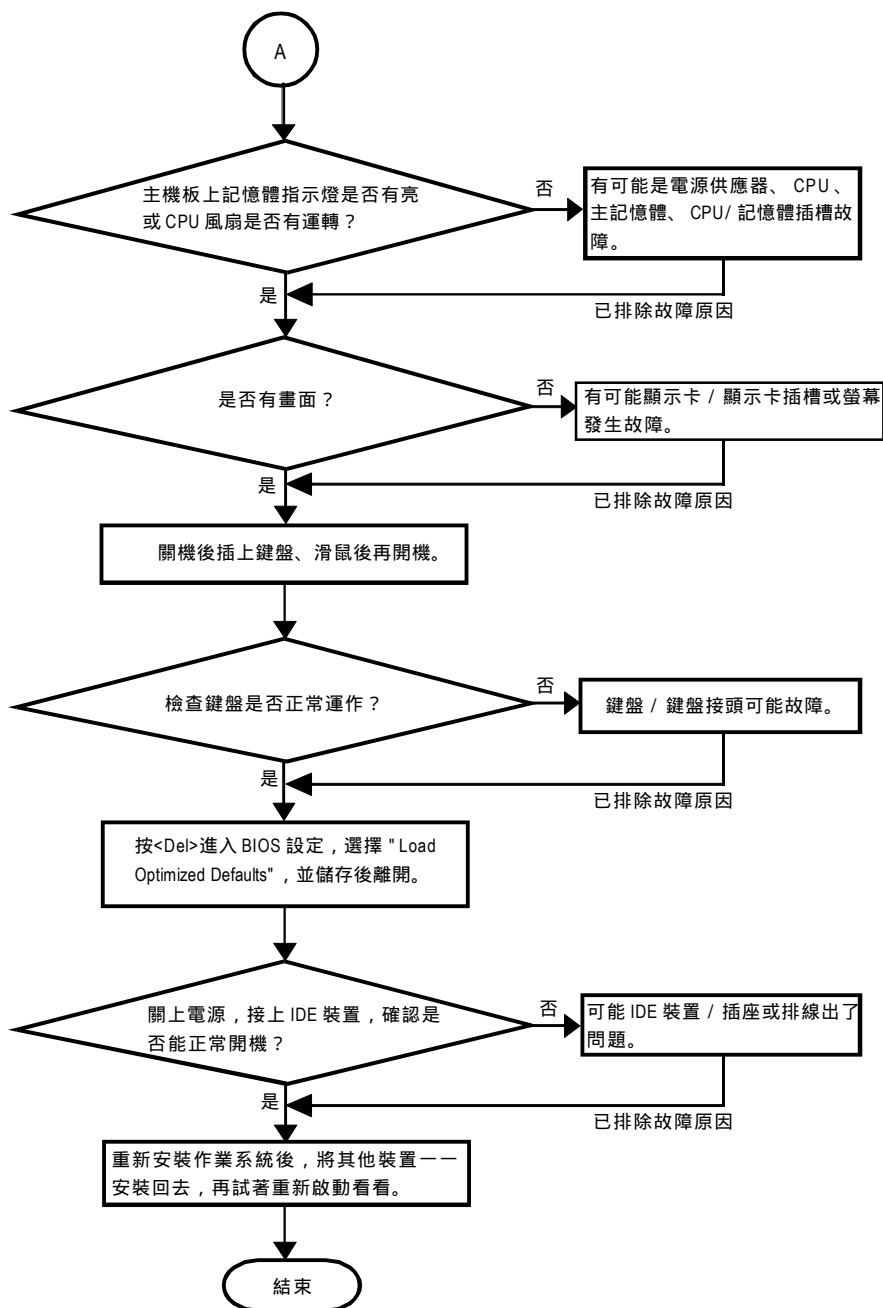 A
主機板上記憶體指示燈是否有亮
或 CPU 風扇是否有運轉？
否
有可能是電源供應器、 CPU 、
主記憶體、 CPU/ 記憶體插槽故
障。
是
已排除故障原因
是否有畫面？
否
有可能顯示卡 / 顯示卡插槽或螢幕
發生故障。
是
已排除故障原因
關機後插上鍵盤、滑鼠後再開機。
檢查鍵盤是否正常運作？
否
鍵盤 / 鍵盤接頭可能故障。
是
已排除故障原因
按<Del>進入 BIOS 設定，選擇 " Load
Optimized Defaults" ，並儲存後離開。
關上電源，接上 IDE 裝置，確認是
否能正常開機？
否
可能 IDE 裝置 / 插座或排線出了
問題。
是
已排除故障原因
重新安裝作業系統後，將其他裝置一一
安裝回去，再試著重新啟動看看。
結束